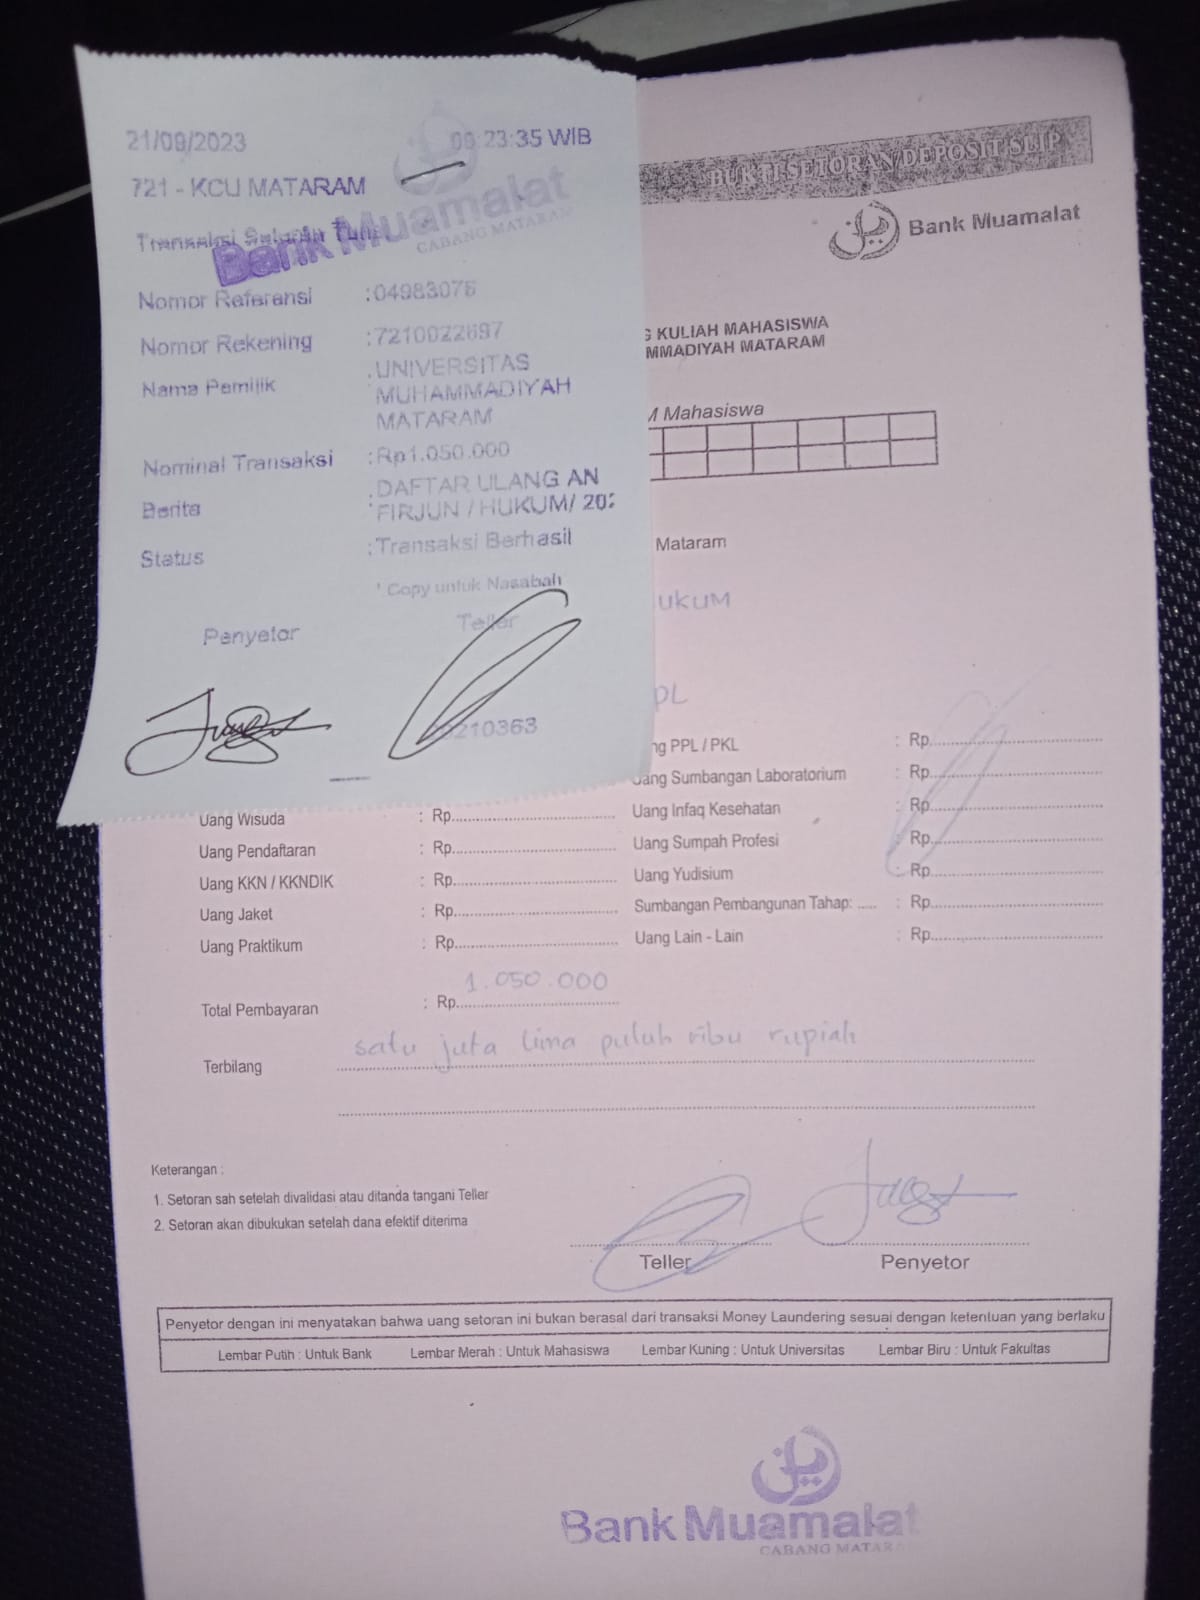 21/09/2023 09:23:35 WIB
721 - KCU MATARAM
Transaksi Setoran Tunai
Bank Muamalat
CABANG MATARAM
Nomor Referensi :04983076
Nomor Rekening :7210022697
Nama Pemilik :UNIVERSITAS
MUHAMMADIYAH
MATARAM
Nominal Transaksi :Rp1.050.000
Berita :DAFTAR ULANG AN
FIRJUN / HUKUM/ 202
Status :Transaksi Berhasil
* Copy untuk Nasabah
Penyetor Teller
210363
BUKTI SETORAN/DEPOSIT SLIP
Bank Muamalat
G KULIAH MAHASISWA
MMADIYAH MATARAM
M Mahasiswa
Mataram
UKUM
PL
ng PPL / PKL : Rp.
Uang Sumbangan Laboratorium : Rp.
Uang Wisuda : Rp. Uang Infaq Kesehatan : Rp.
Uang Pendaftaran : Rp. Uang Sumpah Profesi : Rp.
Uang KKN / KKNDIK : Rp. Uang Yudisium : Rp.
Uang Jaket : Rp. Sumbangan Pembangunan Tahap: ..... : Rp.
Uang Praktikum : Rp. Uang Lain - Lain : Rp.
Total Pembayaran : Rp. 1.050.000
Terbilang satu juta lima puluh ribu rupiah
Keterangan :
1. Setoran sah setelah divalidasi atau ditanda tangani Teller
2. Setoran akan dibukukan setelah dana efektif diterima
Teller Penyetor
Penyetor dengan ini menyatakan bahwa uang setoran ini bukan berasal dari transaksi Money Laundering sesuai dengan ketentuan yang berlaku
Lembar Putih : Untuk Bank Lembar Merah : Untuk Mahasiswa Lembar Kuning : Untuk Universitas Lembar Biru : Untuk Fakultas
Bank Muamalat
CABANG MATARA